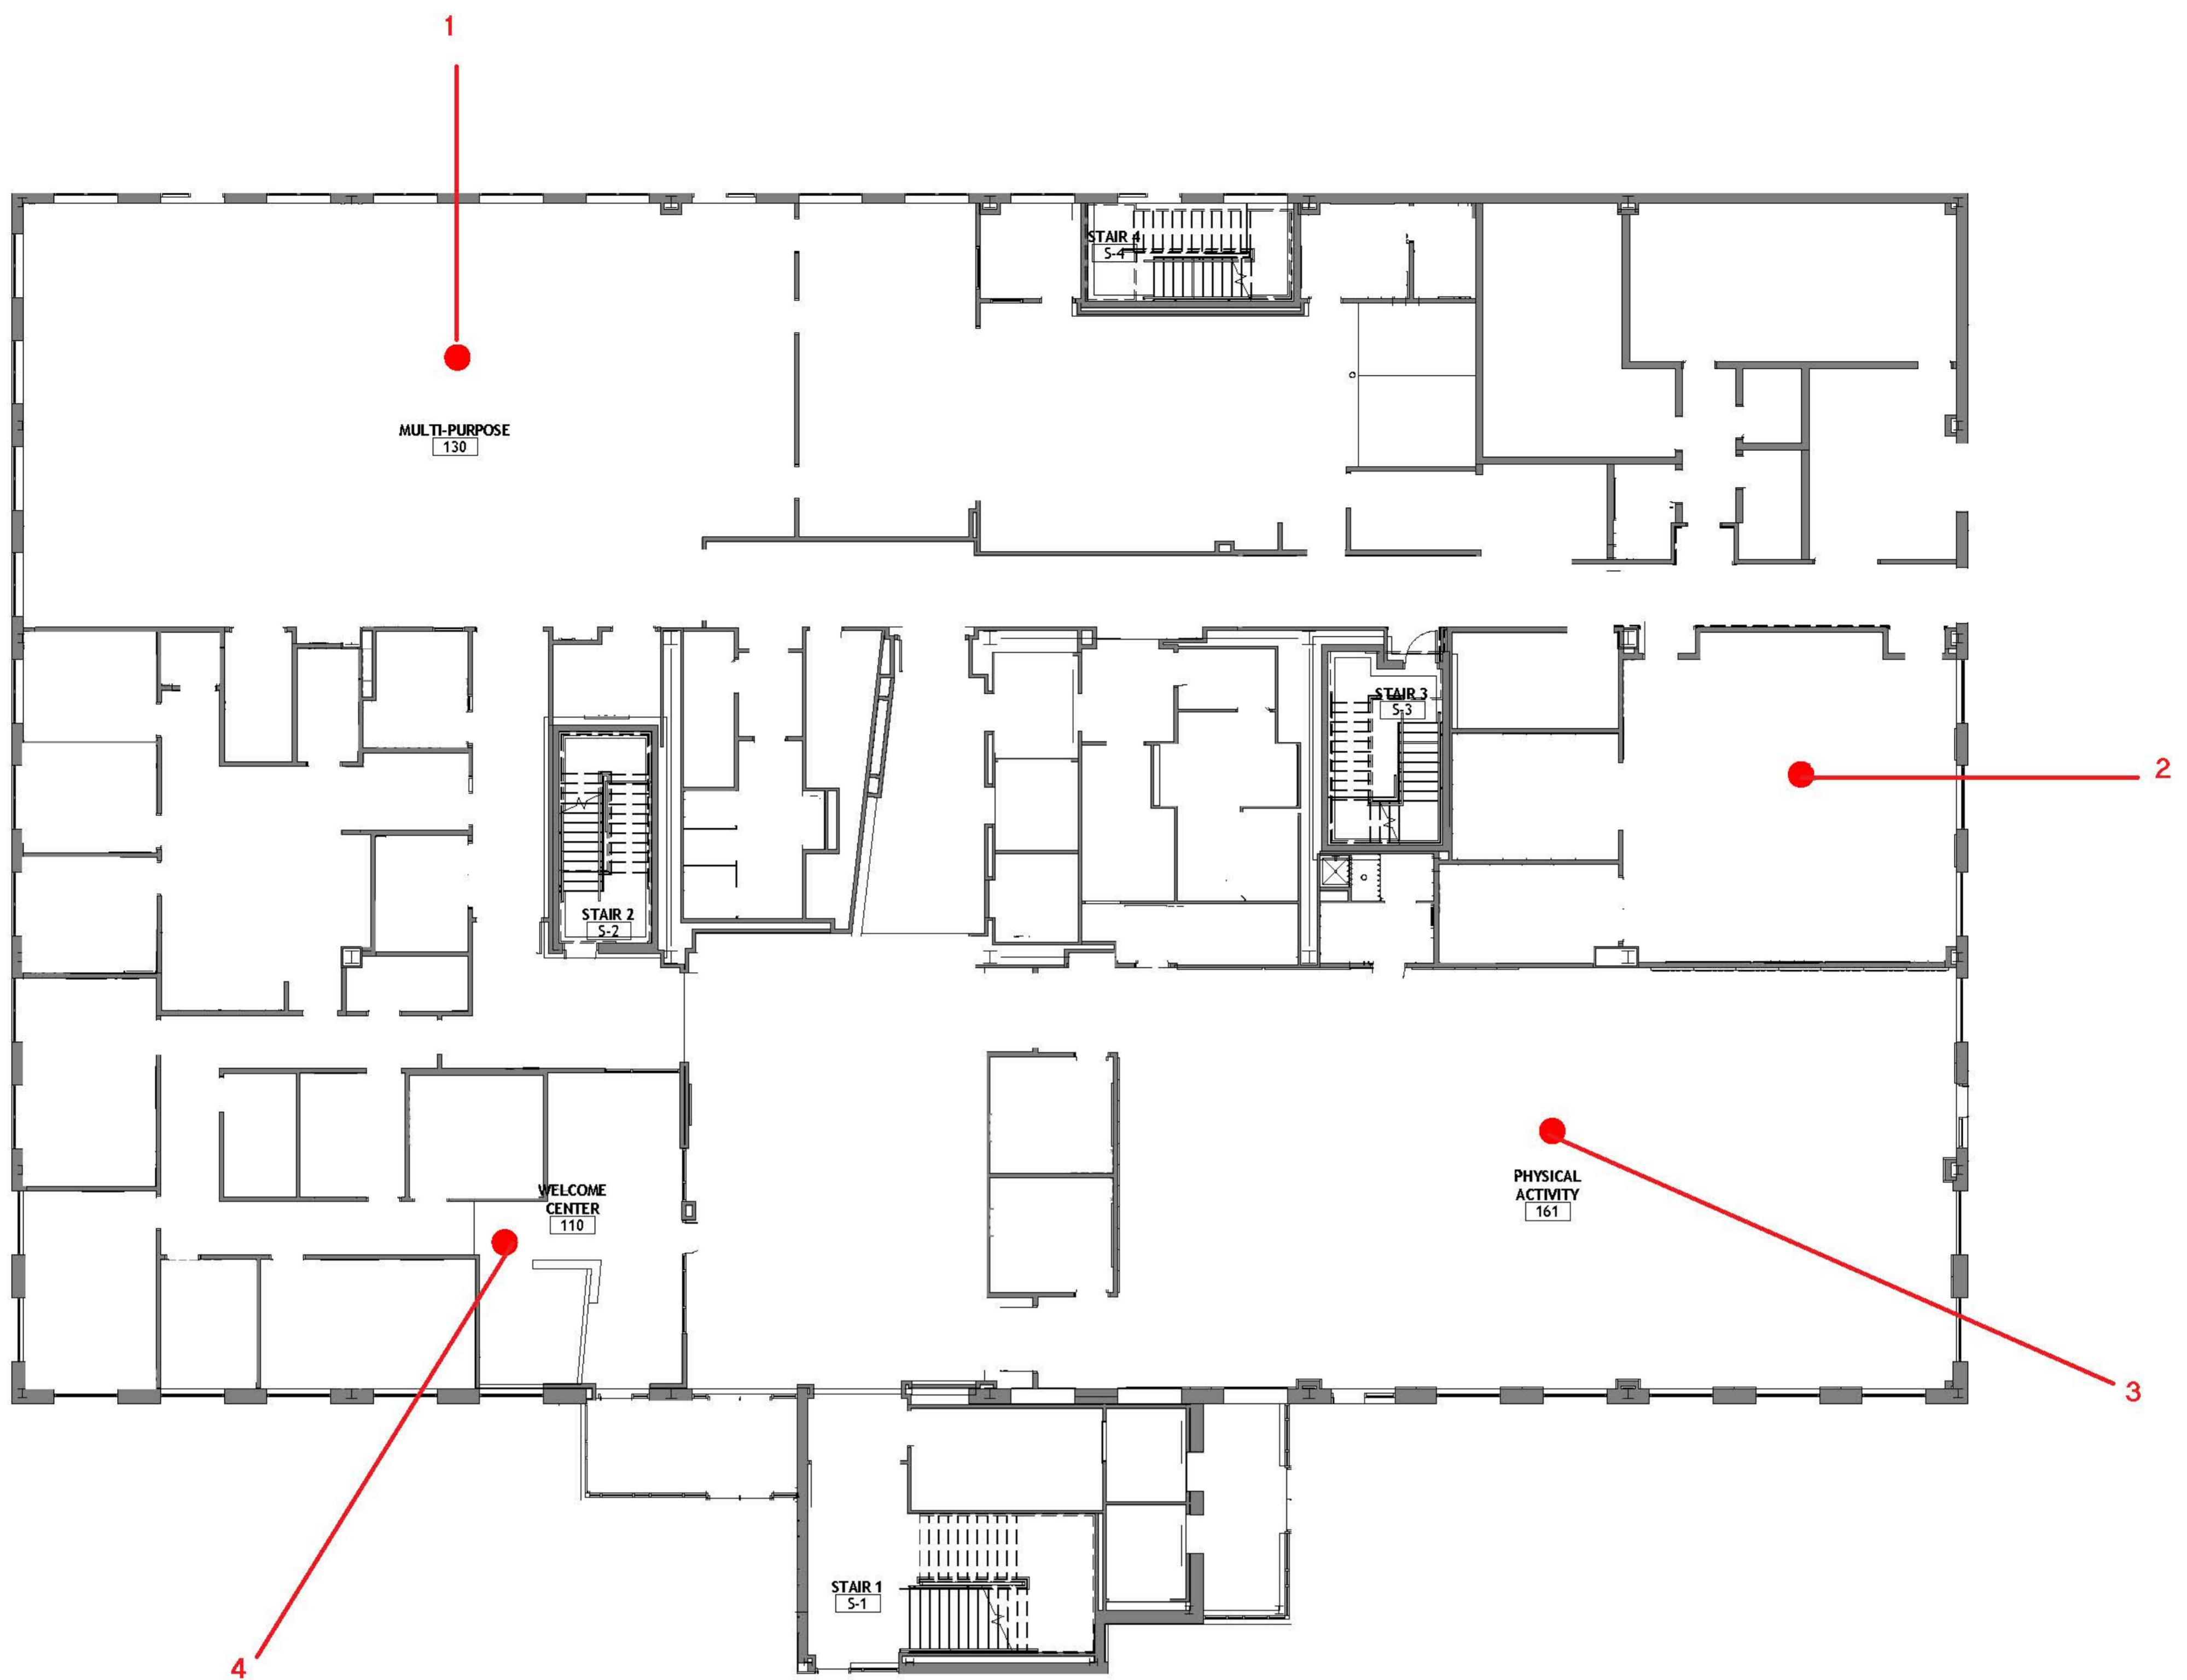 1
STAIR 4
S-4
MULTI-PURPOSE
130
STAIR 3
S-3
2
STAIR 2
S-2
WELCOME
CENTER
110
PHYSICAL
ACTIVITY
161
3
STAIR 1
S-1
4